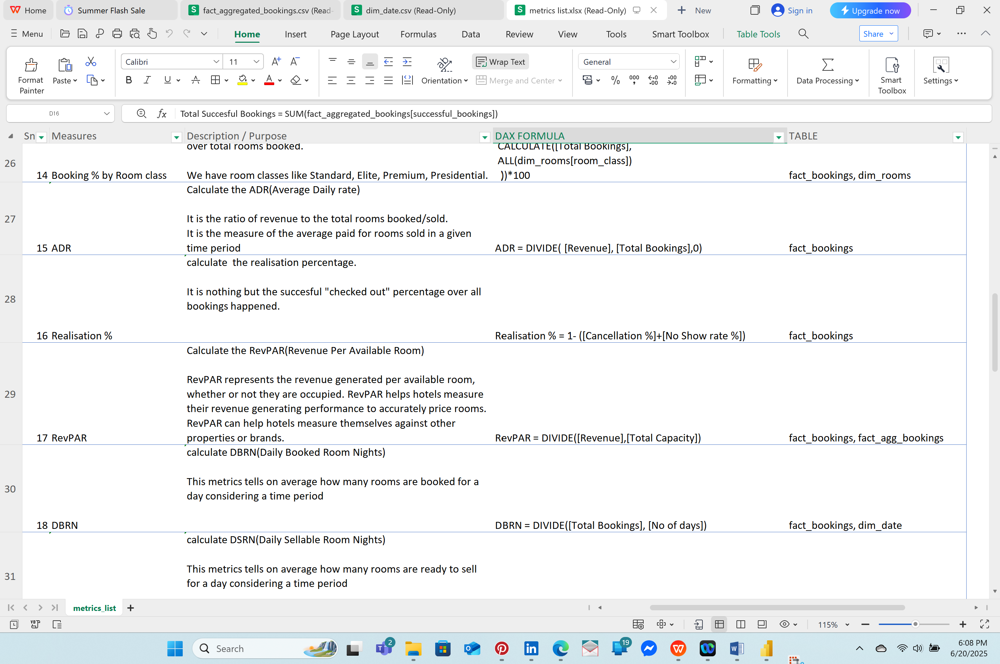 Home
Summer Flash Sale
fact_aggregated_bookings.csv (Read-
dim_date.csv (Read-Only)
metrics list.xlsx (Read-Only)
New
Sign in
Upgrade now
Menu
Home
Insert
Page Layout
Formulas
Data
Review
View
Tools
Smart Toolbox
Table Tools
Share
Format Painter
Paste
Calibri
11
Wrap Text
Orientation
Merge and Center
General
Formatting
Data Processing
Smart Toolbox
Settings
D16
Total Succesful Bookings = SUM(fact_aggregated_bookings[successful_bookings])
Sn
Measures
Description / Purpose
DAX FORMULA
TABLE
26
14 Booking % by Room class
over total rooms booked.
We have room classes like Standard, Elite, Premium, Presidential.
CALCULATE([Total Bookings],
ALL(dim_rooms[room_class])
))*100
fact_bookings, dim_rooms
27
15 ADR
Calculate the ADR(Average Daily rate)
It is the ratio of revenue to the total rooms booked/sold.
It is the measure of the average paid for rooms sold in a given
time period
ADR = DIVIDE( [Revenue], [Total Bookings],0)
fact_bookings
28
16 Realisation %
calculate  the realisation percentage.
It is nothing but the succesful "checked out" percentage over all
bookings happened.
Realisation % = 1- ([Cancellation %]+[No Show rate %])
fact_bookings
29
17 RevPAR
Calculate the RevPAR(Revenue Per Available Room)
RevPAR represents the revenue generated per available room,
whether or not they are occupied. RevPAR helps hotels measure
their revenue generating performance to accurately price rooms.
RevPAR can help hotels measure themselves against other
properties or brands.
RevPAR = DIVIDE([Revenue],[Total Capacity])
fact_bookings, fact_agg_bookings
30
18 DBRN
calculate DBRN(Daily Booked Room Nights)
This metrics tells on average how many rooms are booked for a
day considering a time period
DBRN = DIVIDE([Total Bookings], [No of days])
fact_bookings, dim_date
31
calculate DSRN(Daily Sellable Room Nights)
This metrics tells on average how many rooms are ready to sell
for a day considering a time period
metrics_list
115%
Search
2
19
6:08 PM
6/20/2025